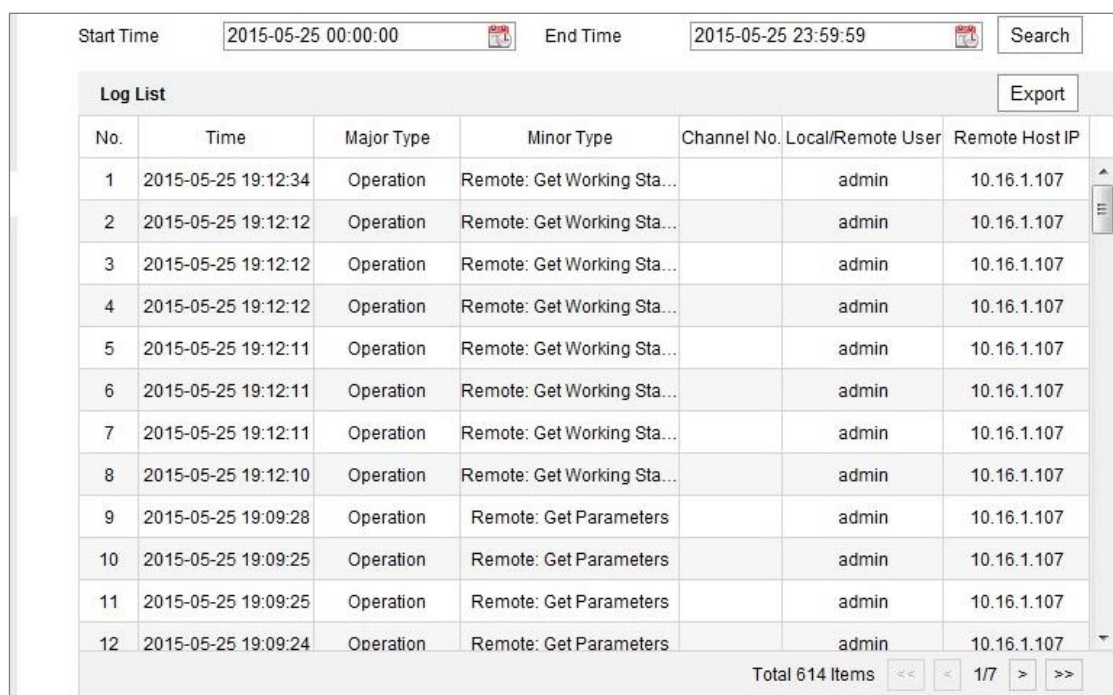 Start Time 2015-05-25 00:00:00 End Time 2015-05-25 23:59:59 Search
Log List Export
No. Time Major Type Minor Type Channel No. Local/Remote User Remote Host IP
1 2015-05-25 19:12:34 Operation Remote: Get Working Sta... admin 10.16.1.107
2 2015-05-25 19:12:12 Operation Remote: Get Working Sta... admin 10.16.1.107
3 2015-05-25 19:12:12 Operation Remote: Get Working Sta... admin 10.16.1.107
4 2015-05-25 19:12:12 Operation Remote: Get Working Sta... admin 10.16.1.107
5 2015-05-25 19:12:11 Operation Remote: Get Working Sta... admin 10.16.1.107
6 2015-05-25 19:12:11 Operation Remote: Get Working Sta... admin 10.16.1.107
7 2015-05-25 19:12:11 Operation Remote: Get Working Sta... admin 10.16.1.107
8 2015-05-25 19:12:10 Operation Remote: Get Working Sta... admin 10.16.1.107
9 2015-05-25 19:09:28 Operation Remote: Get Parameters admin 10.16.1.107
10 2015-05-25 19:09:25 Operation Remote: Get Parameters admin 10.16.1.107
11 2015-05-25 19:09:25 Operation Remote: Get Parameters admin 10.16.1.107
12 2015-05-25 19:09:24 Operation Remote: Get Parameters admin 10.16.1.107
Total 614 Items << < 1/7 > >>